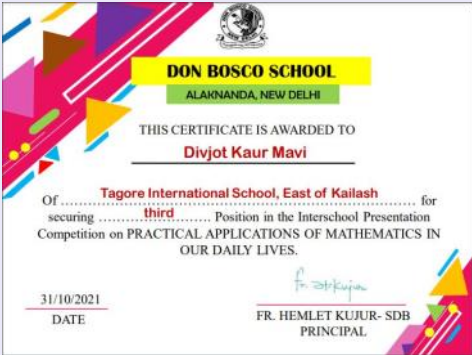 DON BOSCO SCHOOL
ALAKNANDA, NEW DELHI
THIS CERTIFICATE IS AWARDED TO
Divjot Kaur Mavi
Of Tagore International School, East of Kailash for
securing third Position in the Interschool Presentation
Competition on PRACTICAL APPLICATIONS OF MATHEMATICS IN
OUR DAILY LIVES.
31/10/2021
DATE
FR. HEMLET KUJUR- SDB
PRINCIPAL